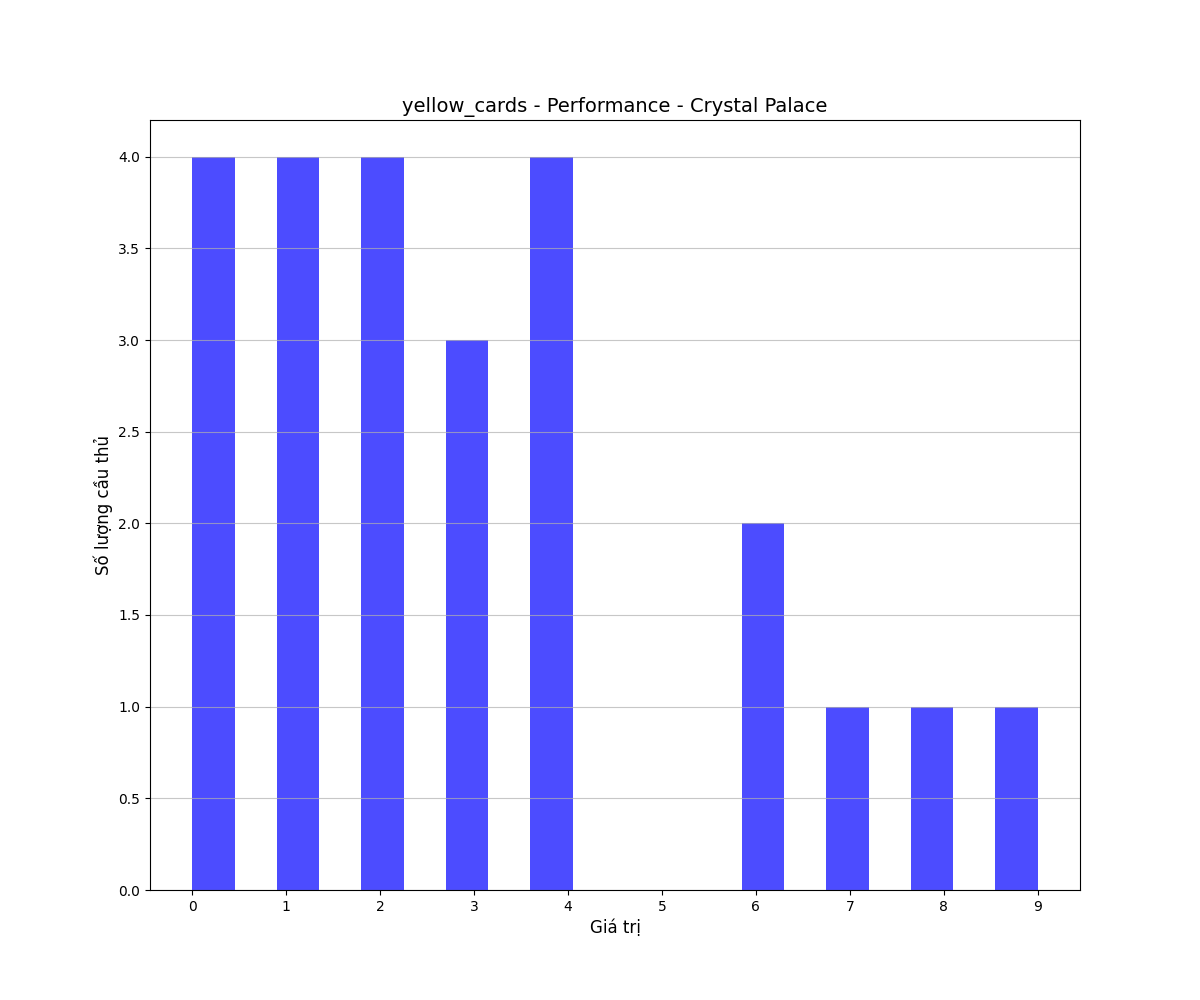 yellow_cards - Performance - Crystal Palace
Số lượng cầu thủ
4.0
3.5
3.0
2.5
2.0
1.5
1.0
0.5
0.0
0 1 2 3 4 5 6 7 8 9
Giá trị